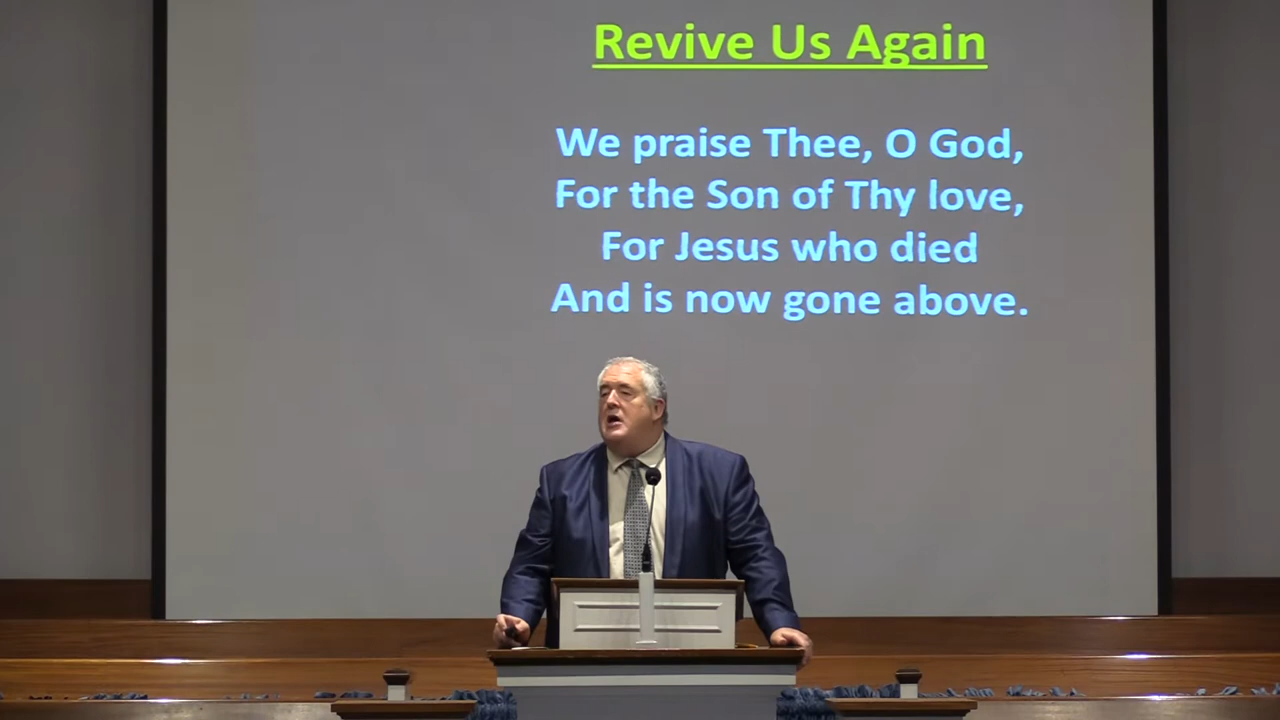 Revive Us Again
We praise Thee, O God,
For the Son of Thy love,
For Jesus who died
And is now gone above.